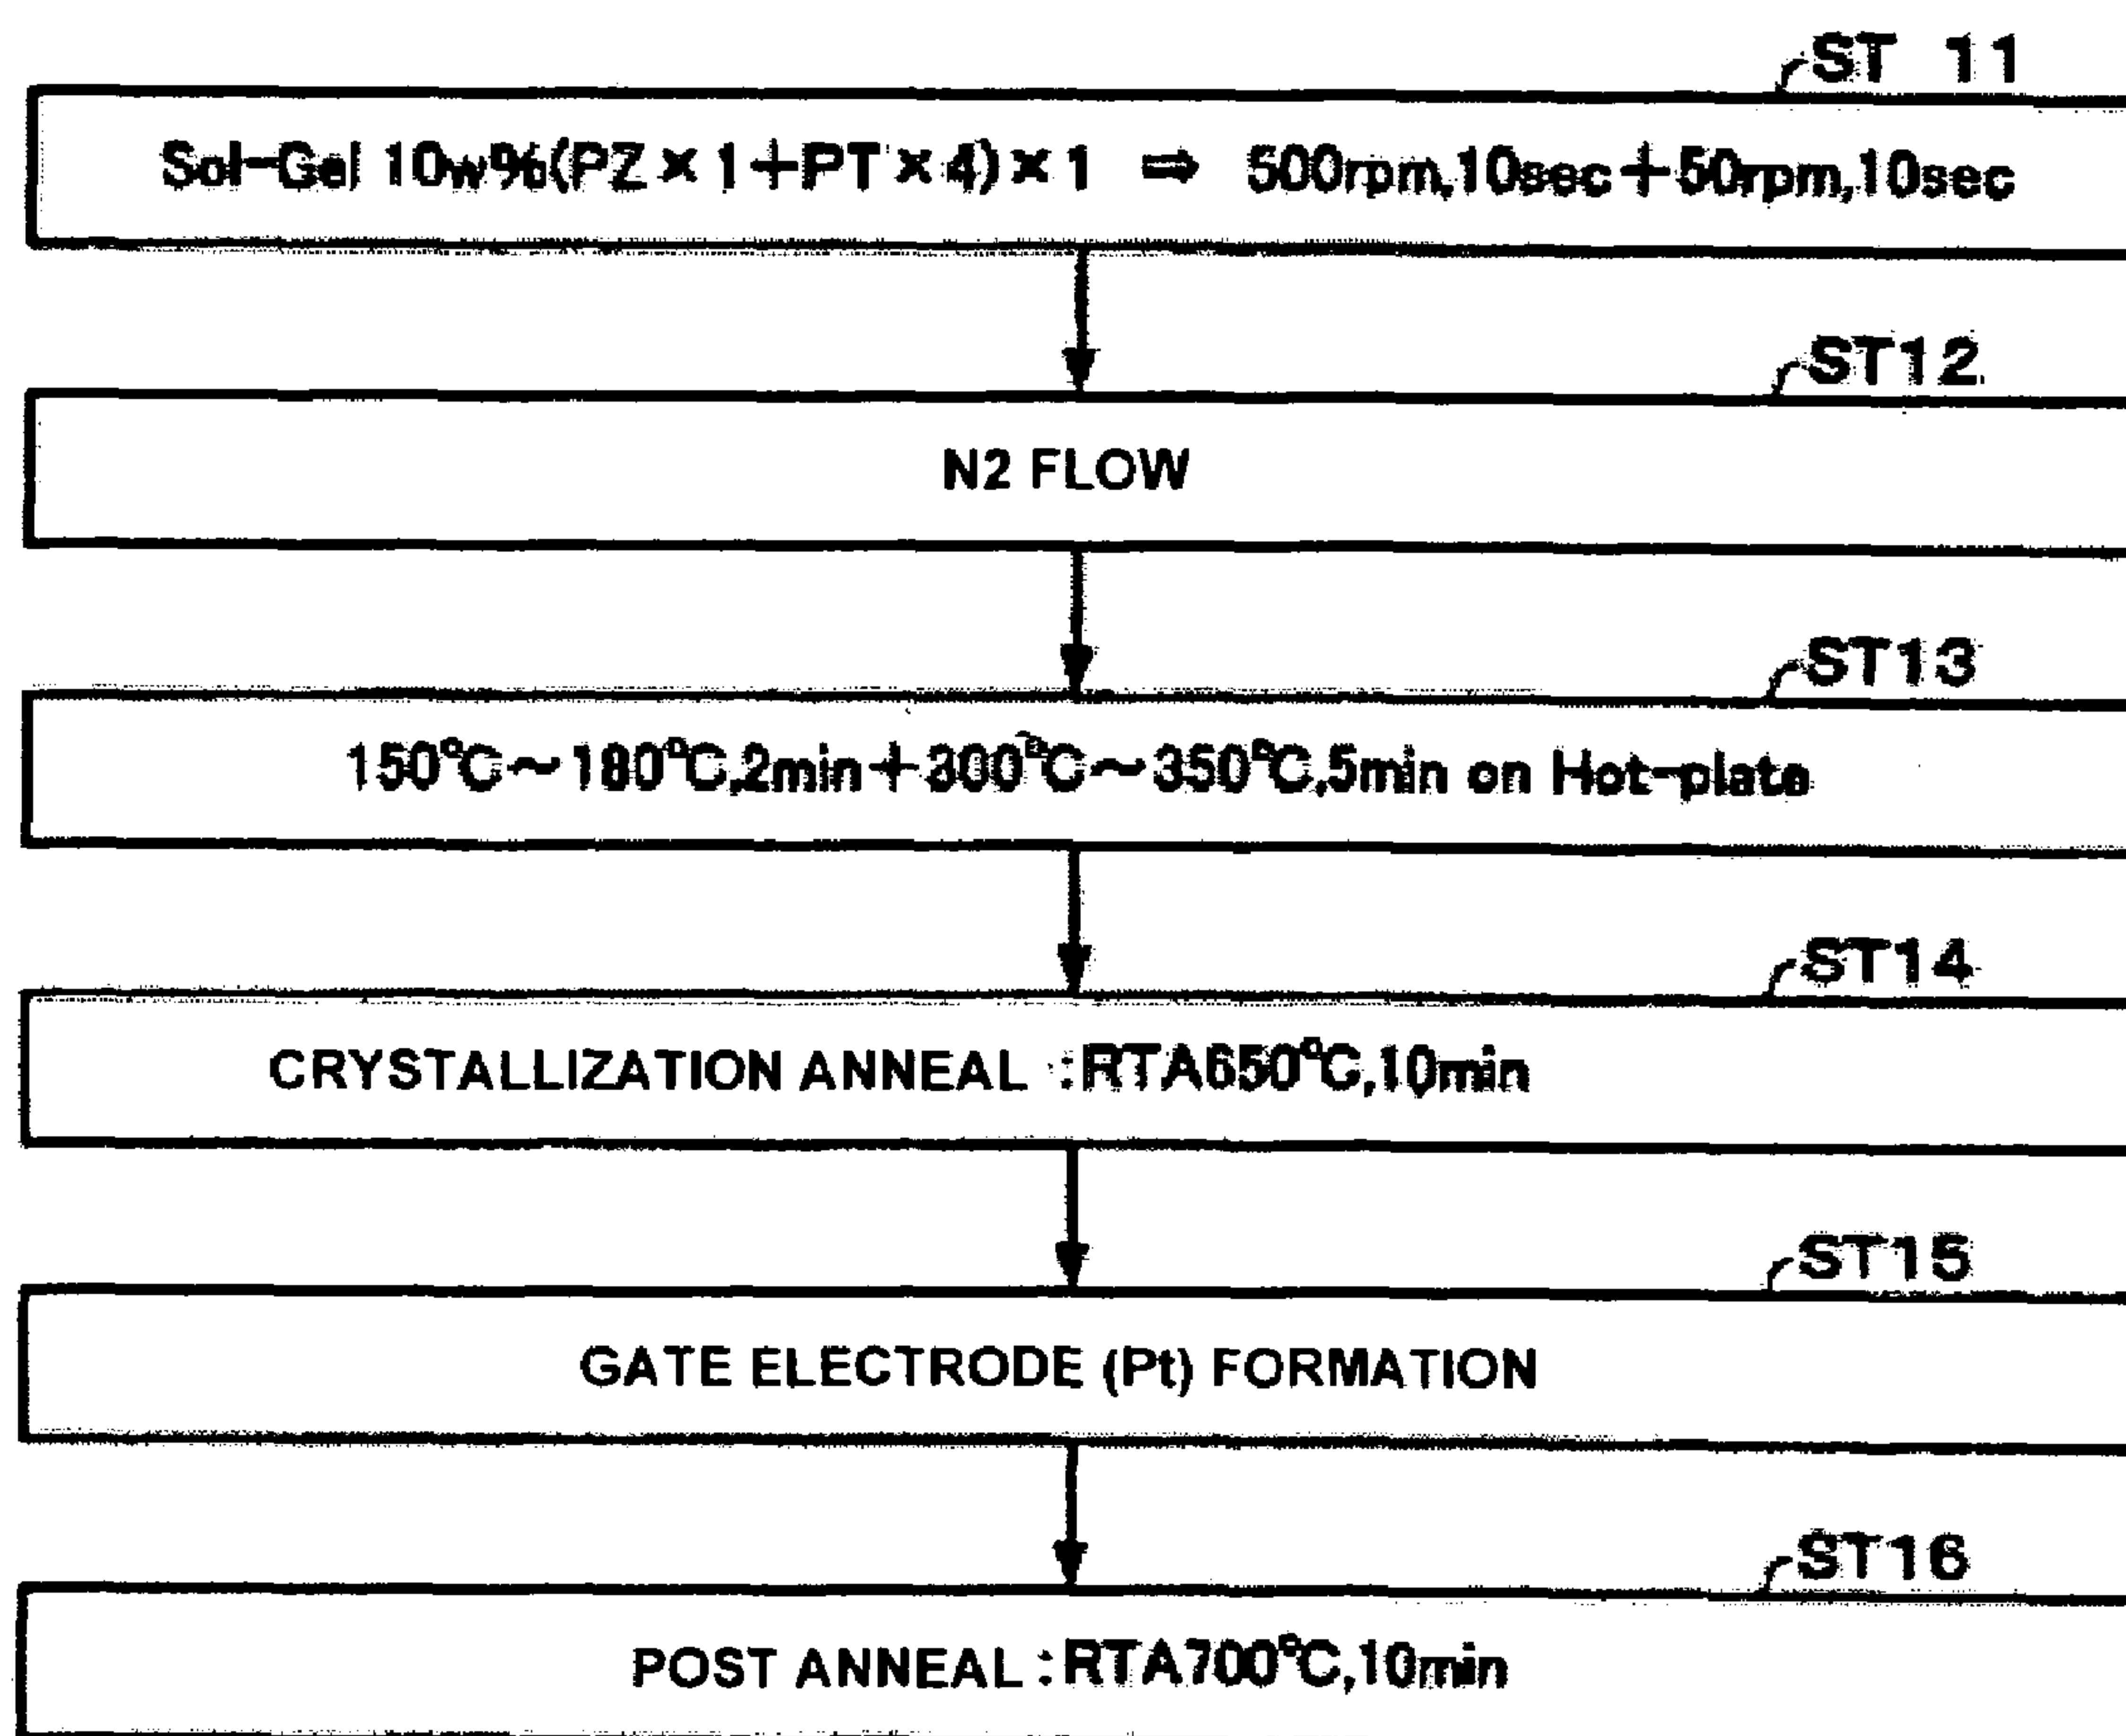 ST 11
Sol-Gel 10w%(PZ×1+PT×4)×1 ⇒ 500rpm,10sec+50rpm,10sec
ST12
N2 FLOW
ST13
150℃~180℃,2min+300℃~350℃,5min on Hot-plate
ST14
CRYSTALLIZATION ANNEAL :RTA650℃,10min
ST15
GATE ELECTRODE (Pt) FORMATION
ST16
POST ANNEAL :RTA700℃,10min